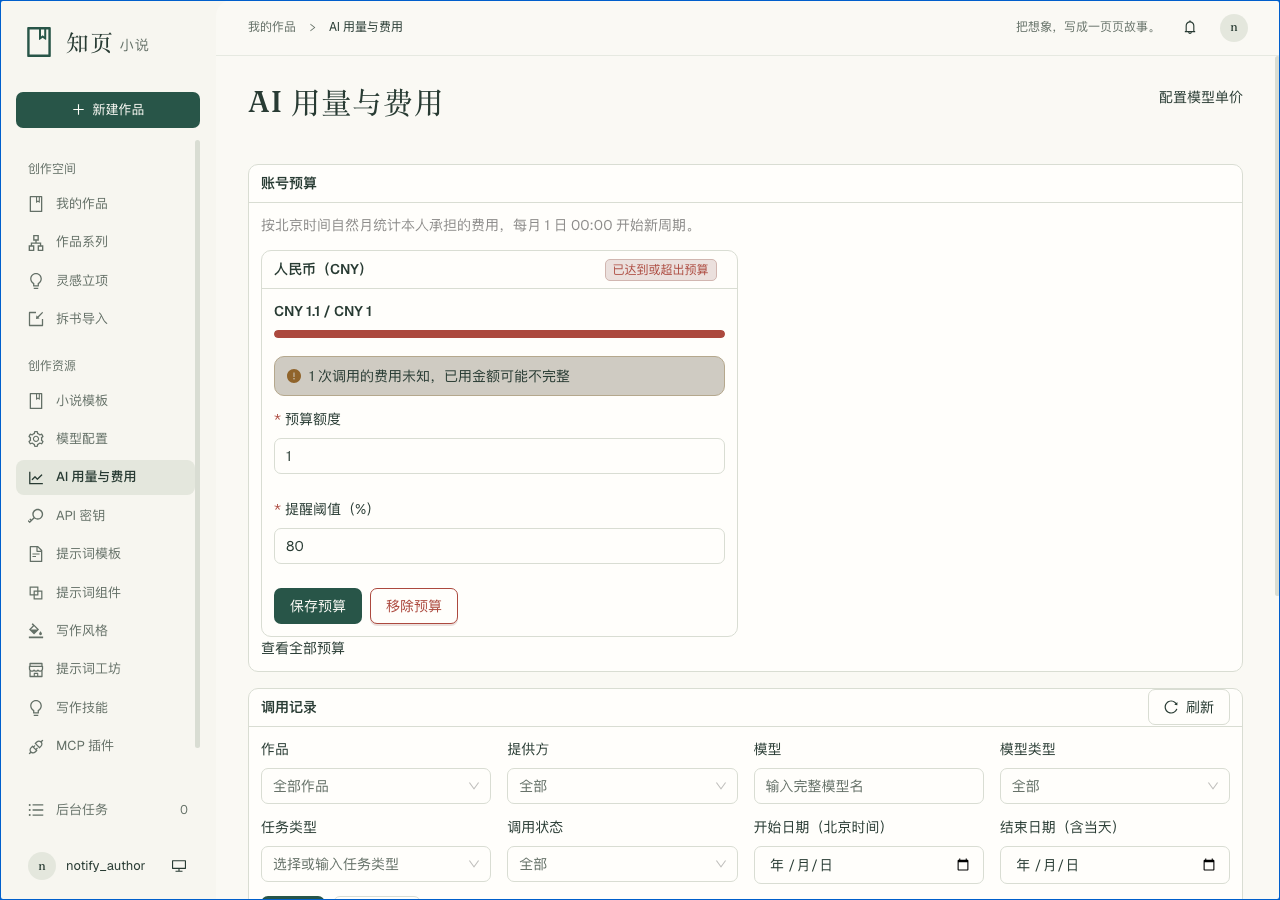 知页 小说
新建作品
创作空间
我的作品
作品系列
灵感立项
拆书导入
创作资源
小说模板
模型配置
AI 用量与费用
API 密钥
提示词模板
提示词组件
写作风格
提示词工坊
写作技能
MCP 插件
后台任务 0
n notify_author
我的作品 > AI 用量与费用
把想象，写成一页页故事。
n
AI 用量与费用
配置模型单价
账号预算
按北京时间自然月统计本人承担的费用，每月 1 日 00:00 开始新周期。
人民币（CNY） 已达到或超出预算
CNY 1.1 / CNY 1
1 次调用的费用未知，已用金额可能不完整
* 预算额度
1
* 提醒阈值（%）
80
保存预算 移除预算
查看全部预算
调用记录 刷新
作品 提供方 模型 模型类型
全部作品 全部 输入完整模型名 全部
任务类型 调用状态 开始日期（北京时间） 结束日期（含当天）
选择或输入任务类型 全部 年 /月/日 年 /月/日